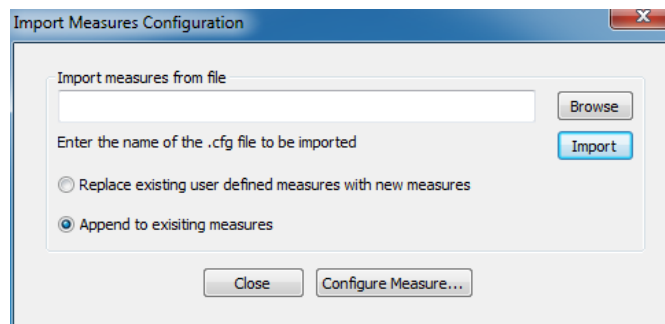 Import Measures Configuration
Import measures from file
Browse
Enter the name of the .cfg file to be imported
Import
Replace existing user defined measures with new measures
Append to exisiting measures
Close
Configure Measure...